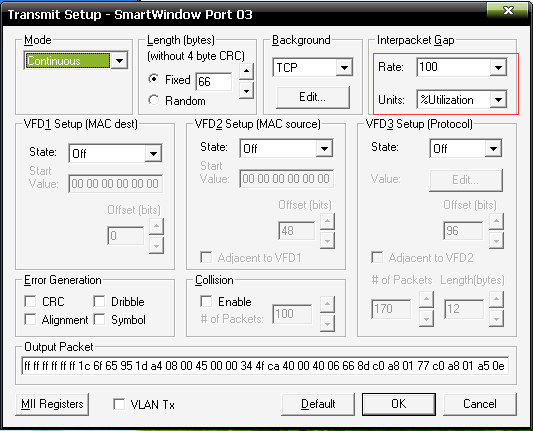 Transmit Setup - SmartWindow Port 03
Mode
Continuous
Length (bytes)
(without 4 byte CRC)
Fixed 66
Random
Background
TCP
Edit...
Interpacket Gap
Rate: 100
Units: %Utilization
VFD1 Setup (MAC dest)
State: Off
Start
Value: 00 00 00 00 00 00
Offset (bits)
0
VFD2 Setup (MAC source)
State: Off
Start
Value: 00 00 00 00 00 00
Offset (bits)
48
Adjacent to VFD1
VFD3 Setup (Protocol)
State: Off
Value: Edit...
Offset (bits)
96
Adjacent to VFD2
# of Packets Length(bytes)
170 12
Error Generation
CRC Dribble
Alignment Symbol
Collision
Enable
# of Packets: 100
Output Packet
ff ff ff ff ff ff 1c 6f 65 95 1d a4 08 00 45 00 00 34 4f ca 40 00 40 06 66 8d c0 a8 01 77 c0 a8 01 a5 0e
MII Registers
VLAN Tx
Default
OK
Cancel